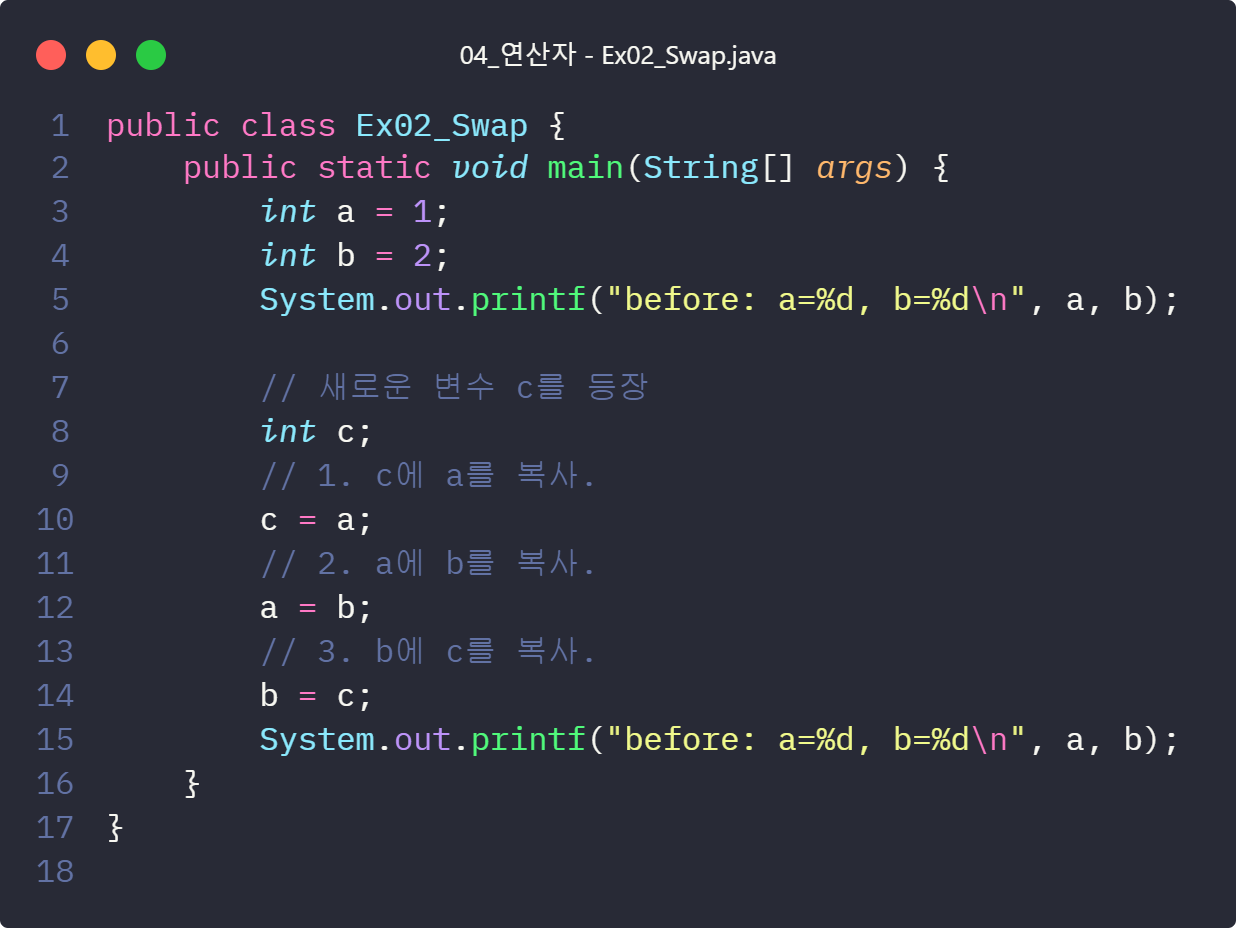 04_연산자 - Ex02_Swap.java
1 public class Ex02_Swap {
2     public static void main(String[] args) {
3         int a = 1;
4         int b = 2;
5         System.out.printf("before: a=%d, b=%d\n", a, b);
6
7         // 새로운 변수 c를 등장
8         int c;
9         // 1. c에 a를 복사.
10         c = a;
11         // 2. a에 b를 복사.
12         a = b;
13         // 3. b에 c를 복사.
14         b = c;
15         System.out.printf("before: a=%d, b=%d\n", a, b);
16     }
17 }
18